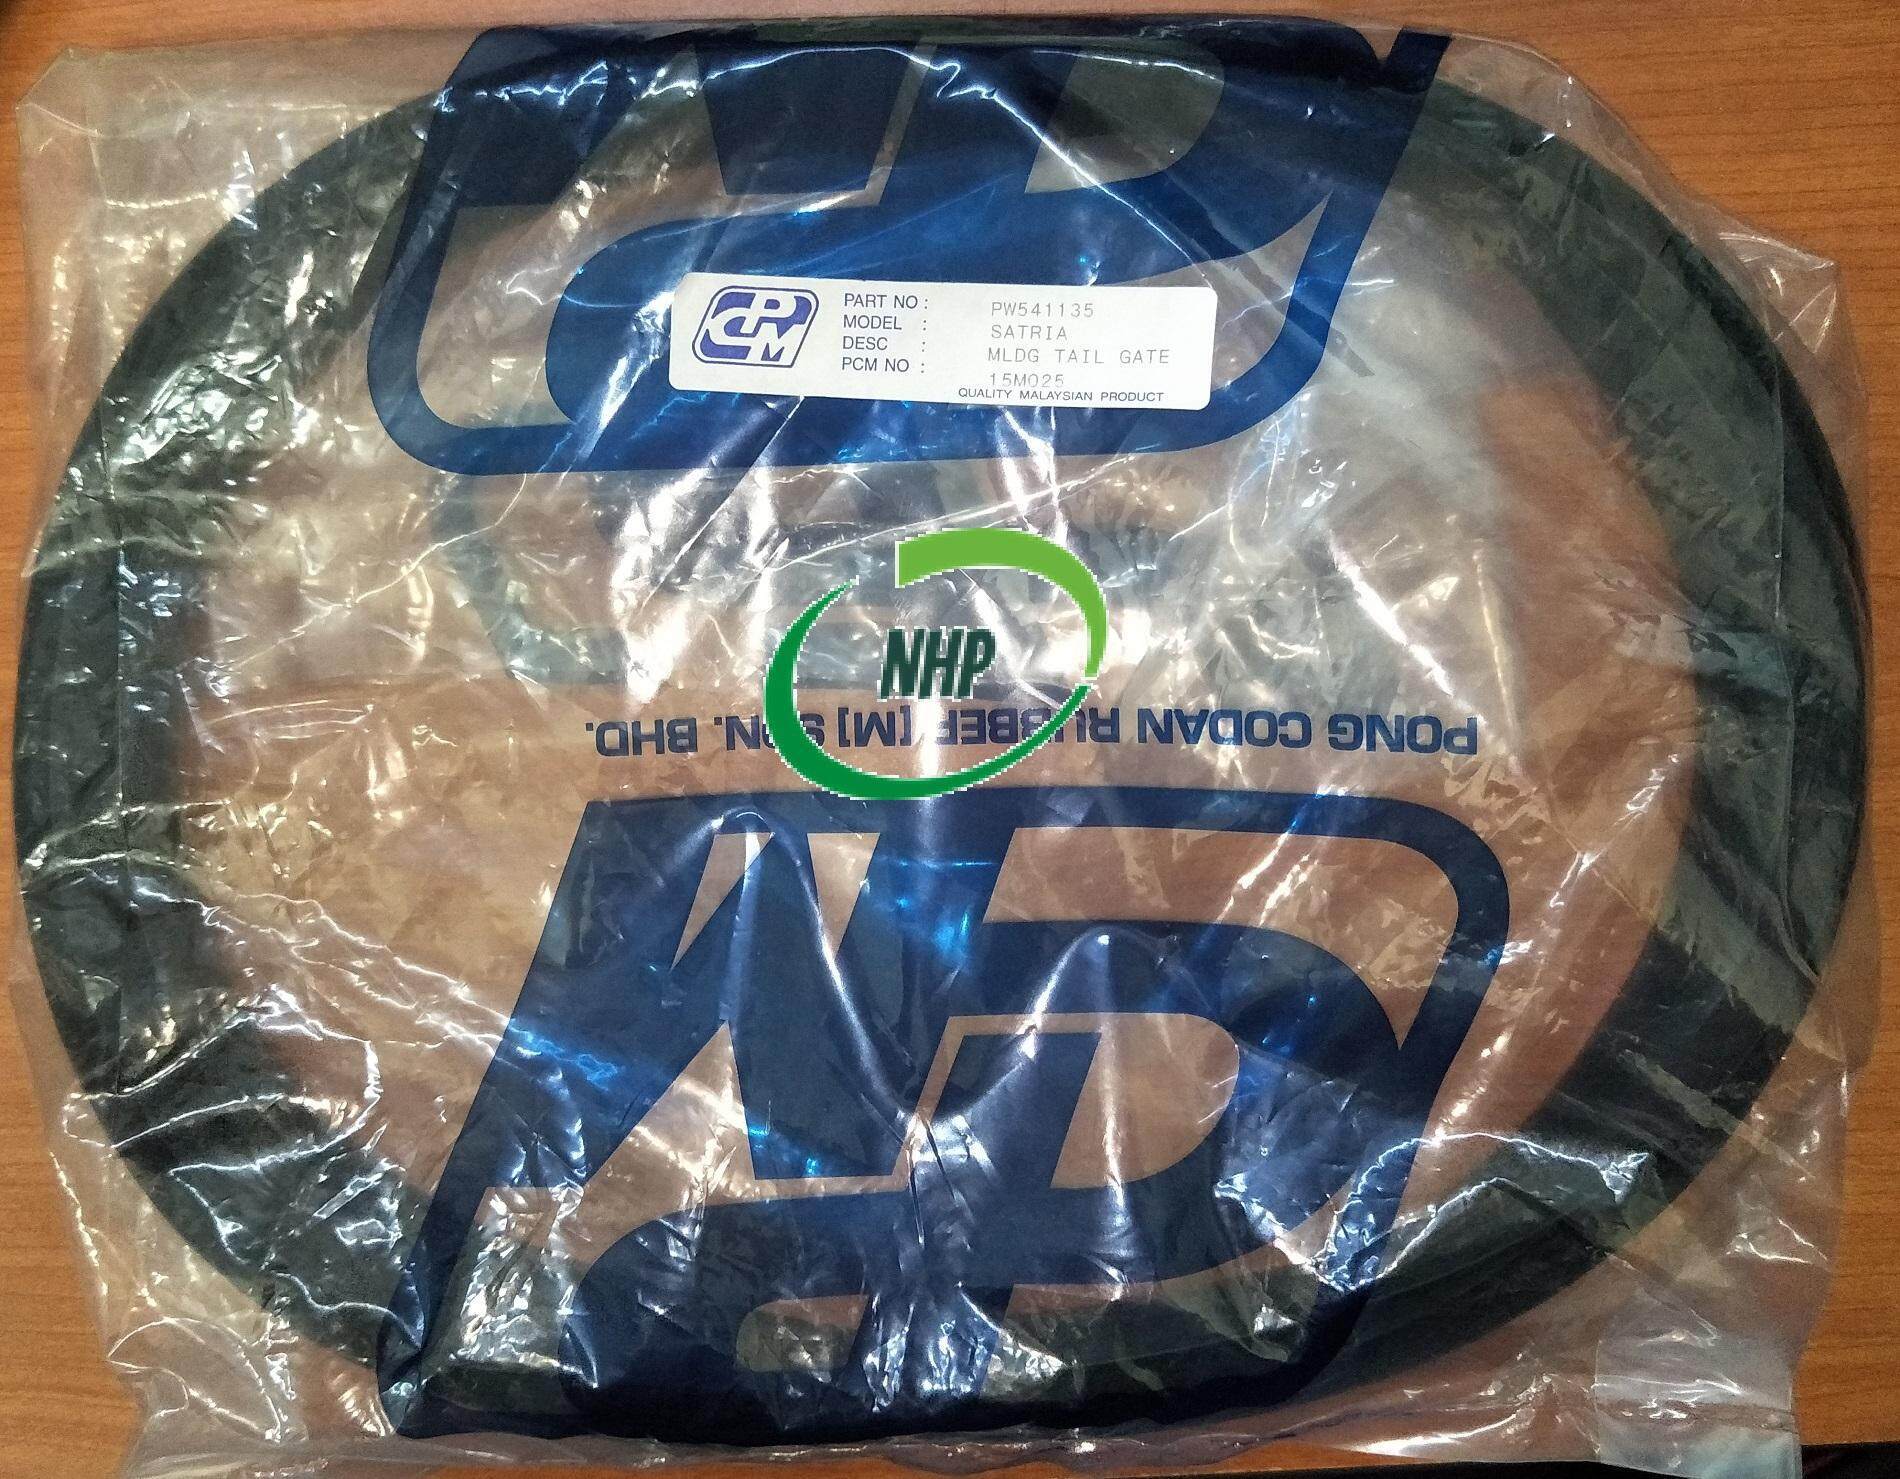 PCM
PART NO : PW541135
MODEL : SATRIA
DESC : MLDG TAIL GATE
PCM NO : 15M025
QUALITY MALAYSIAN PRODUCT
NHP
PONG CODAN RUBBER [M] SDN. BHD.